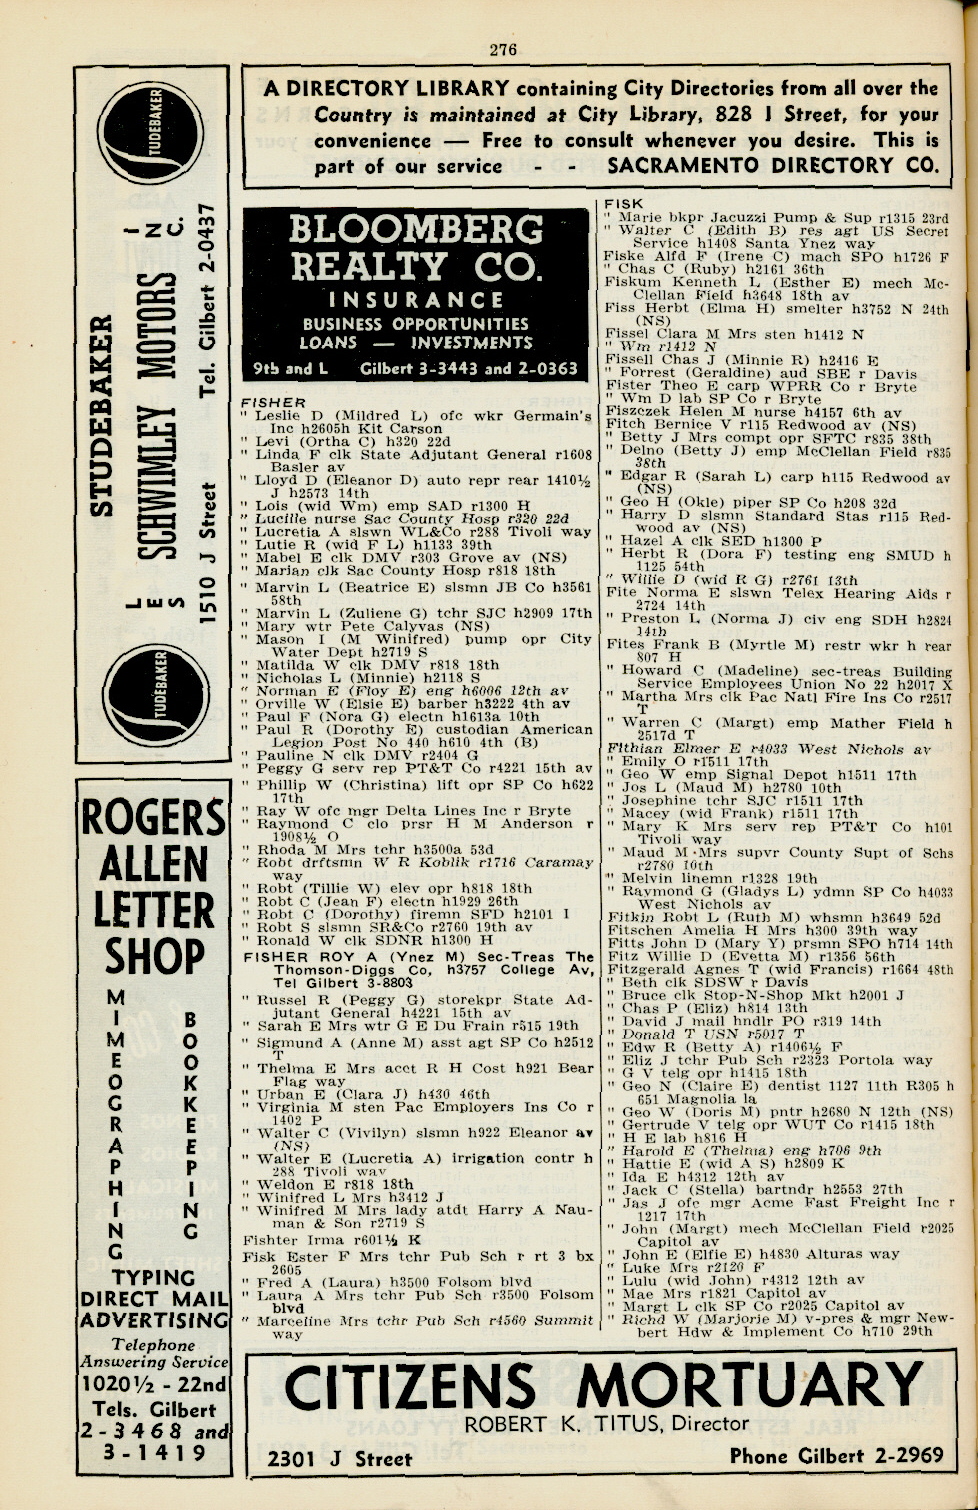 276
A DIRECTORY LIBRARY containing City Directories from all over the
Country is maintained at City Library, 828 I Street, for your
convenience — Free to consult whenever you desire. This is
part of our service - - SACRAMENTO DIRECTORY CO.
STUDEBAKER
STUDEBAKER
LES SCHWIMLEY MOTORS INC.
1510 J Street Tel. Gilbert 2-0437
STUDEBAKER
ROGERS
ALLEN
LETTER
SHOP
MIMEOGRAPHING
BOOKKEEPING
TYPING
DIRECT MAIL
ADVERTISING
Telephone
Answering Service
1020½ - 22nd
Tels. Gilbert
2-3468 and
3-1419
BLOOMBERG
REALTY CO.
INSURANCE
BUSINESS OPPORTUNITIES
LOANS — INVESTMENTS
9th and L Gilbert 3-3443 and 2-0363
FISHER
" Leslie D (Mildred L) ofc wkr Germain's
Inc h2605h Kit Carson
" Levi (Ortha C) h320 22d
" Linda F clk State Adjutant General r1608
Basler av
" Lloyd D (Eleanor D) auto repr rear 1410½
J h2573 14th
" Lois (wid Wm) emp SAD r1300 H
" Lucille nurse Sac County Hosp r320 22d
" Lucretia A slswn WL&Co r288 Tivoli way
" Lutie R (wid F L) h1133 39th
" Mabel E clk DMV r303 Grove av (NS)
" Marian clk Sac County Hosp r818 18th
" Marvin L (Beatrice E) slsmn JB Co h3561
58th
" Marvin L (Zuliene G) tchr SJC h2909 17th
" Mary wtr Pete Calyvas (NS)
" Mason I (M Winifred) pump opr City
Water Dept h2719 S
" Matilda W clk DMV r818 18th
" Nicholas L (Minnie) h2118 S
" Norman E (Floy E) eng h6006 12th av
" Orville W (Elsie E) barber h3222 4th av
" Paul F (Nora G) electn h1613a 10th
" Paul R (Dorothy E) custodian American
Legion Post No 440 h610 4th (B)
" Pauline N clk DMV r2404 G
" Peggy G serv rep PT&T Co r4221 15th av
" Phillip W (Christina) lift opr SP Co h622
17th
" Ray W ofc mgr Delta Lines Inc r Bryte
" Raymond C clo prsr H M Anderson r
1908½ O
" Rhoda M Mrs tchr h3500a 53d
" Robt drftsmn W R Koblik r1716 Caramay
way
" Robt (Tillie W) elev opr h818 18th
" Robt C (Jean F) electn h1929 26th
" Robt C (Dorothy) firemn SFD h2101 I
" Robt S slsmn SR&Co r2760 19th av
" Ronald W clk SDNR h1300 H
FISHER ROY A (Ynez M) Sec-Treas The
Thomson-Diggs Co, h3757 College Av,
Tel Gilbert 3-8803
" Russel R (Peggy G) storekpr State Ad-
jutant General h4221 15th av
" Sarah E Mrs wtr G E Du Frain r515 19th
" Sigmund A (Anne M) asst agt SP Co h2512
T
" Thelma E Mrs acct R H Cost h921 Bear
Flag way
" Urban E (Clara J) h430 46th
" Virginia M sten Pac Employers Ins Co r
1402 P
" Walter C (Vivilyn) slsmn h922 Eleanor av
(NS)
" Walter E (Lucretia A) irrigation contr h
288 Tivoli way
" Weldon E r818 18th
" Winifred L Mrs h3412 J
" Winifred M Mrs lady atdt Harry A Nau-
man & Son r2719 S
Fishter Irma r601½ K
Fisk Ester F Mrs tchr Pub Sch r rt 3 bx
2605
" Fred A (Laura) h3500 Folsom blvd
" Laura A Mrs tchr Pub Sch r3500 Folsom
blvd
" Marceline Mrs tchr Pub Sch r4560 Summit
way
FISK
" Marie bkpr Jacuzzi Pump & Sup r1315 23rd
" Walter C (Edith B) res agt US Secret
Service h1408 Santa Ynez way
Fiske Alfd F (Irene C) mach SPO h1726 F
" Chas C (Ruby) h2161 36th
Fiskum Kenneth L (Esther E) mech Mc-
Clellan Field h3648 18th av
Fiss Herbt (Elma H) smelter h3752 N 24th
(NS)
Fissel Clara M Mrs sten h1412 N
" Wm r1412 N
Fissell Chas J (Minnie R) h2416 E
" Forrest (Geraldine) aud SBE r Davis
Fister Theo E carp WPRR Co r Bryte
" Wm D lab SP Co r Bryte
Fiszczek Helen M nurse h4157 6th av
Fitch Bernice V r115 Redwood av (NS)
" Betty J Mrs compt opr SFTC r835 38th
" Delno (Betty J) emp McClellan Field r835
38th
" Edgar R (Sarah L) carp h115 Redwood av
(NS)
" Geo H (Okle) piper SP Co h208 32d
" Harry D slsmn Standard Stas r115 Red-
wood av (NS)
" Hazel A clk SED h1300 P
" Herbt R (Dora F) testing eng SMUD h
1125 54th
" Willie D (wid R G) r2761 13th
Fite Norma E slswn Telex Hearing Aids r
2724 14th
" Preston L (Norma J) civ eng SDH h2824
14th
Fites Frank B (Myrtle M) restr wkr h rear
807 H
" Howard C (Madeline) sec-treas Building
Service Employees Union No 22 h2017 X
" Martha Mrs clk Pac Natl Fire Ins Co r2517
T
" Warren C (Margt) emp Mather Field h
2517d T
Fithian Elmer E r4033 West Nichols av
" Emily O r1511 17th
" Geo W emp Signal Depot h1511 17th
" Jos L (Maud M) h2780 10th
" Josephine tchr SJC r1511 17th
" Macey (wid Frank) r1511 17th
" Mary K Mrs serv rep PT&T Co h101
Tivoli way
" Maud M Mrs supvr County Supt of Schs
r2780 10th
" Melvin linemn r1328 19th
" Raymond G (Gladys L) ydmn SP Co h4033
West Nichols av
Fitkin Robt L (Ruth M) whsmn h3649 52d
Fitschen Amelia H Mrs h300 39th way
Fitts John D (Mary Y) prsmn SPO h714 14th
Fitz Willie D (Evetta M) r1356 56th
Fitzgerald Agnes T (wid Francis) r1664 48th
" Beth clk SDSW r Davis
" Bruce clk Stop-N-Shop Mkt h2001 J
" Chas P (Eliz) h814 13th
" David J mail hndlr PO r319 14th
" Donald T USN r5017 T
" Edw R (Betty A) r1406½ F
" Eliz J tchr Pub Sch r2323 Portola way
" G V telg opr h1415 18th
" Geo N (Claire E) dentist 1127 11th R305 h
651 Magnolia la
" Geo W (Doris M) pntr h2680 N 12th (NS)
" Gertrude V telg opr WUT Co r1415 18th
" H E lab h816 H
" Harold E (Thelma) eng h706 9th
" Hattie E (wid A S) h2809 K
" Ida E h4312 12th av
" Jack C (Stella) bartndr h2553 27th
" Jas J ofc mgr Acme Fast Freight Inc r
1217 17th
" John (Margt) mech McClellan Field r2025
Capitol av
" John E (Elfie E) h4830 Alturas way
" Luke Mrs r2120 F
" Lulu (wid John) r4312 12th av
" Mae Mrs r1821 Capitol av
" Margt L clk SP Co r2025 Capitol av
" Richd W (Marjorie M) v-pres & mgr New-
bert Hdw & Implement Co h710 29th
CITIZENS MORTUARY
ROBERT K. TITUS, Director
2301 J Street Phone Gilbert 2-2969